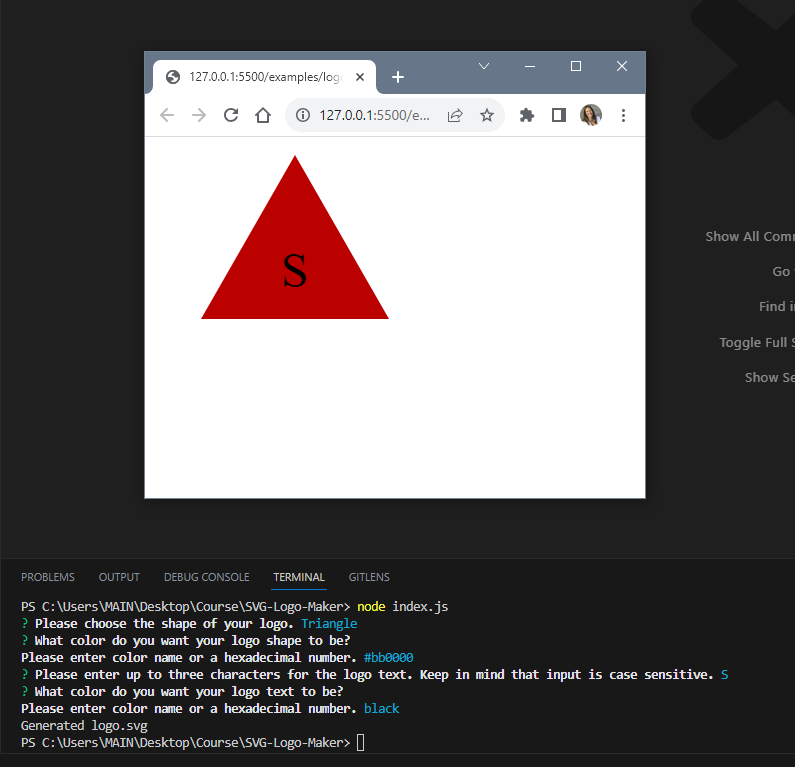 127.0.0.1:5500/examples/log
127.0.0.1:5500/e...
S
Show All Com
Go
Find i
Toggle Full S
Show Se
PROBLEMS OUTPUT DEBUG CONSOLE TERMINAL GITLENS
PS C:\Users\MAIN\Desktop\Course\SVG-Logo-Maker> node index.js
? Please choose the shape of your logo. Triangle
? What color do you want your logo shape to be?
Please enter color name or a hexadecimal number. #bb0000
? Please enter up to three characters for the logo text. Keep in mind that input is case sensitive. S
? What color do you want your logo text to be?
Please enter color name or a hexadecimal number. black
Generated logo.svg
PS C:\Users\MAIN\Desktop\Course\SVG-Logo-Maker>